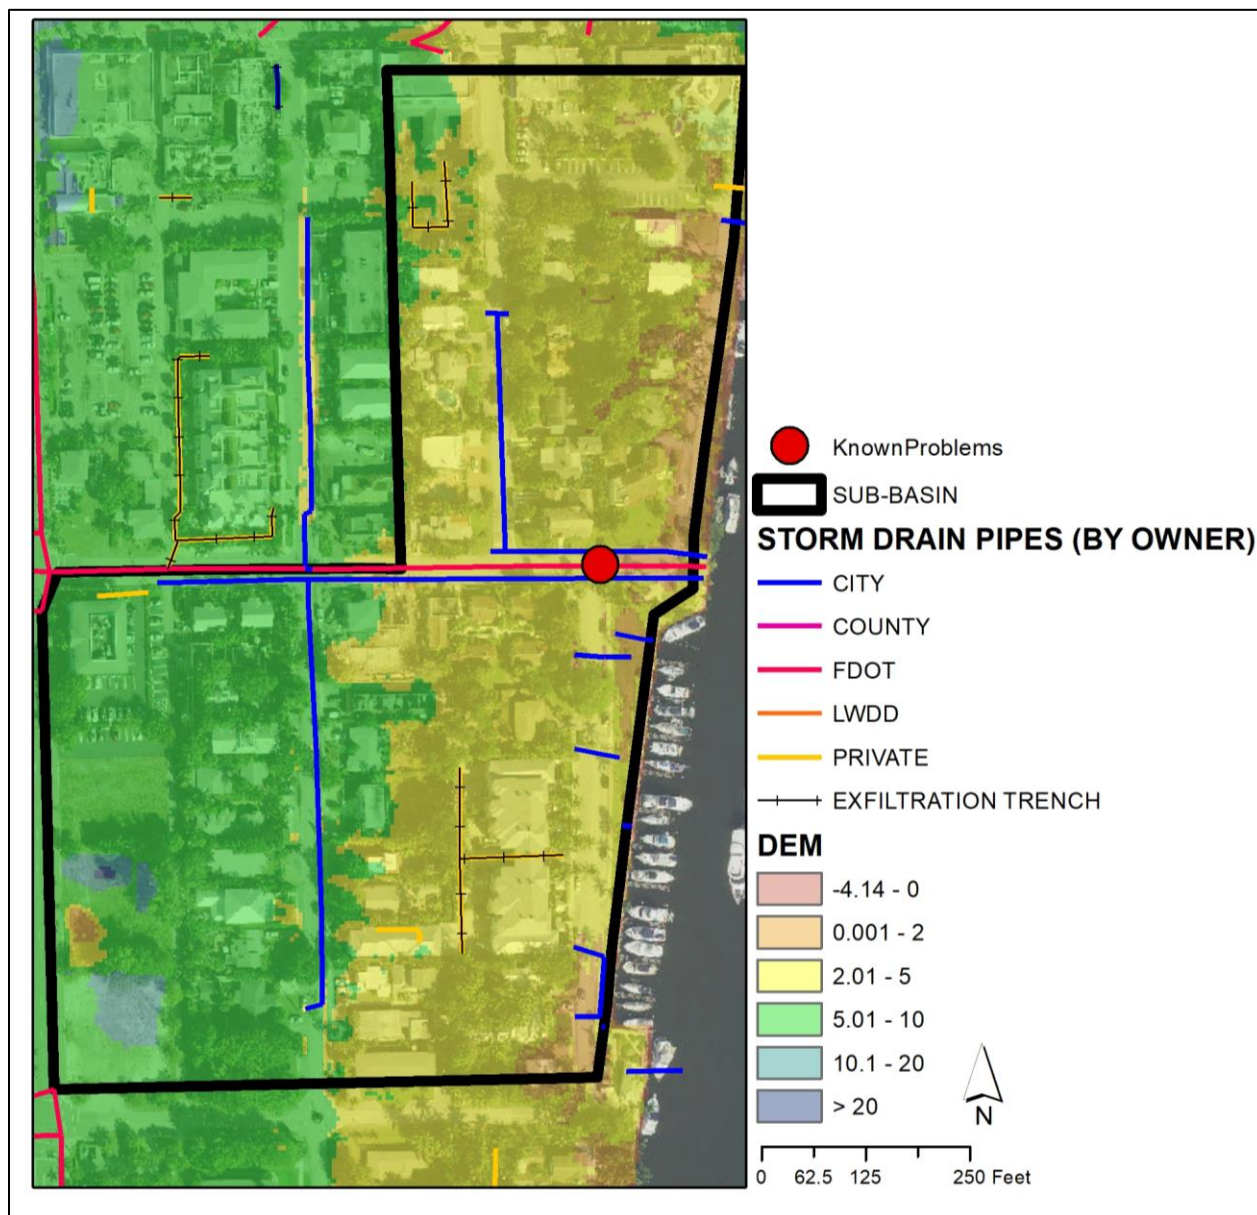 KnownProblems
SUB-BASIN
STORM DRAIN PIPES (BY OWNER)
CITY
COUNTY
FDOT
LWDD
PRIVATE
EXFILTRATION TRENCH
DEM
-4.14 - 0
0.001 - 2
2.01 - 5
5.01 - 10
10.1 - 20
> 20
N
0 62.5 125 250 Feet